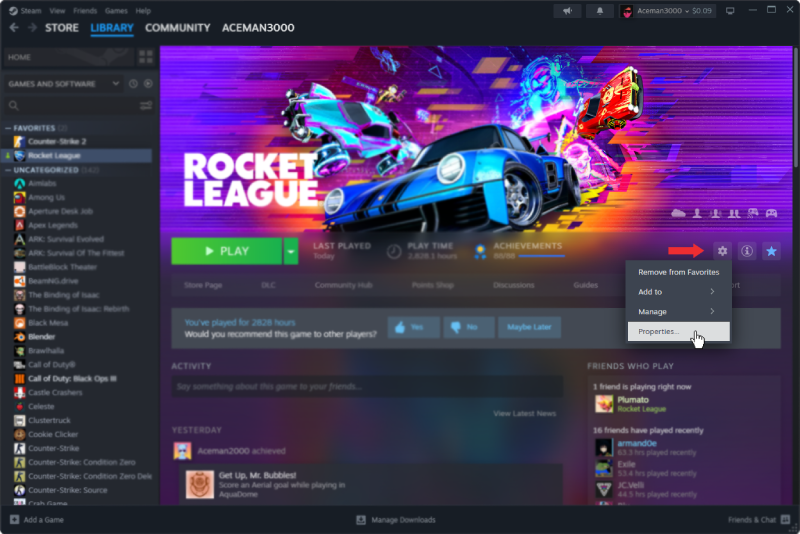 Steam View Friends Games Help
Aceman3000 $0.09
STORE LIBRARY COMMUNITY ACEMAN3000
HOME
GAMES AND SOFTWARE
FAVORITES (2)
Counter-Strike 2
Rocket League
UNCATEGORIZED
Aimlabs
Among Us
Aperture Desk Job
Apex Legends
ARK: Survival Evolved
ARK: Survival Of The Fittest
BattleBlock Theater
BeamNG.drive
The Binding of Isaac
The Binding of Isaac: Rebirth
Black Mesa
Blender
Brawlhalla
Call of Duty®
Call of Duty: Black Ops III
Castle Crashers
Celeste
Clustertruck
Cookie Clicker
Counter-Strike
Counter-Strike: Condition Zero
Counter-Strike: Condition Zero Dele
Counter-Strike: Source
Crab Game
ROCKET
LEAGUE
PLAY
LAST PLAYED
Today
PLAY TIME
2,828.1 hours
ACHIEVEMENTS
88/88
Remove from Favorites
Add to
Manage
Properties...
Store Page DLC Community Hub Points Shop Discussions Guides
You've played for 2828 hours
Would you recommend this game to other players?
Yes
No
Maybe Later
ACTIVITY
Say something about this game to your friends...
View Latest News
YESTERDAY
Aceman2000 achieved
Get Up, Mr. Bubbles!
Score an Aerial goal while playing in
AquaDome
FRIENDS WHO PLAY
1 friend is playing right now
Plumato
Rocket League
16 friends have played recently
armand0e
63.3 hrs played recently
Exile
53.4 hrs played recently
JC.Velli
44.5 hrs played recently
Add a Game
Manage Downloads
Friends & Chat